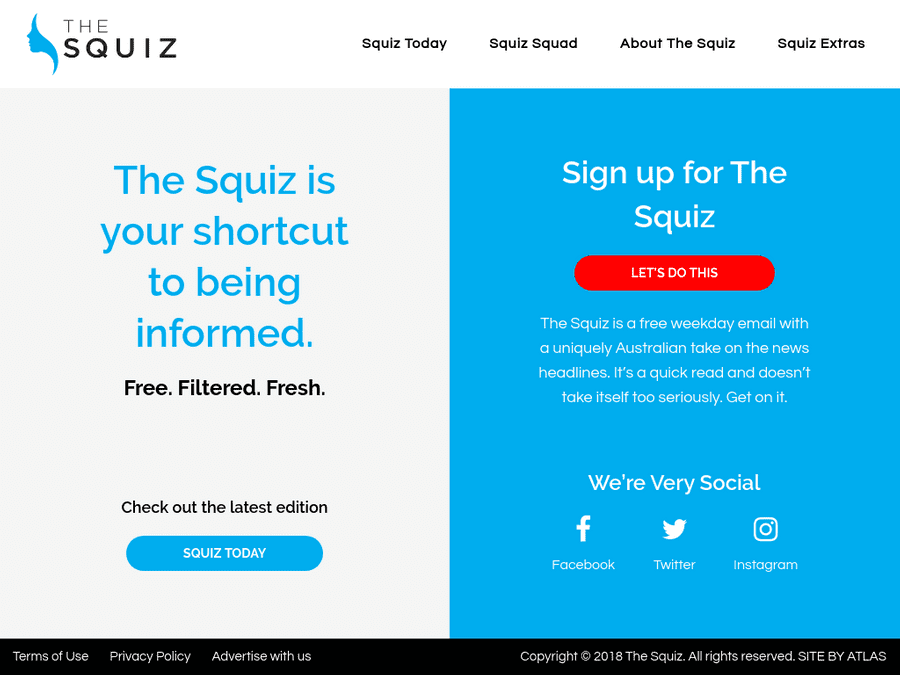 THE
SQUIZ
Squiz Today
Squiz Squad
About The Squiz
Squiz Extras
The Squiz is
your shortcut
to being
informed.
Free. Filtered. Fresh.
Check out the latest edition
SQUIZ TODAY
Sign up for The
Squiz
LET'S DO THIS
The Squiz is a free weekday email with
a uniquely Australian take on the news
headlines. It's a quick read and doesn't
take itself too seriously. Get on it.
We're Very Social
Facebook
Twitter
Instagram
Terms of Use
Privacy Policy
Advertise with us
Copyright © 2018 The Squiz. All rights reserved. SITE BY ATLAS